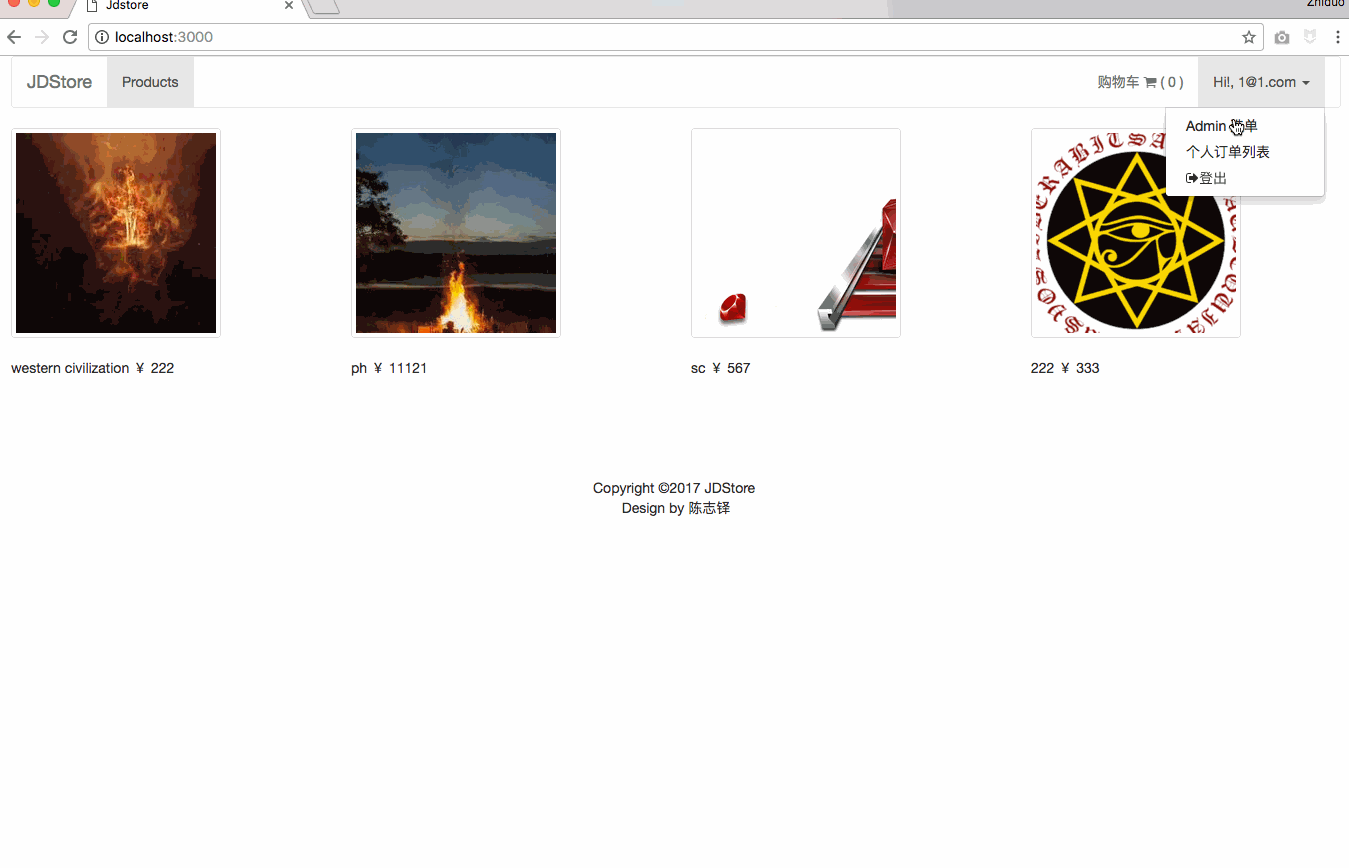 Jdstore
Zhiduo
localhost:3000
JDStore Products 购物车 ( 0 ) Hi!, 1@1.com
Admin 单
个人订单列表
登出
western civilization ￥ 222
ph ￥ 11121
sc ￥ 567
222 ￥ 333
Copyright ©2017 JDStore
Design by 陈志铎